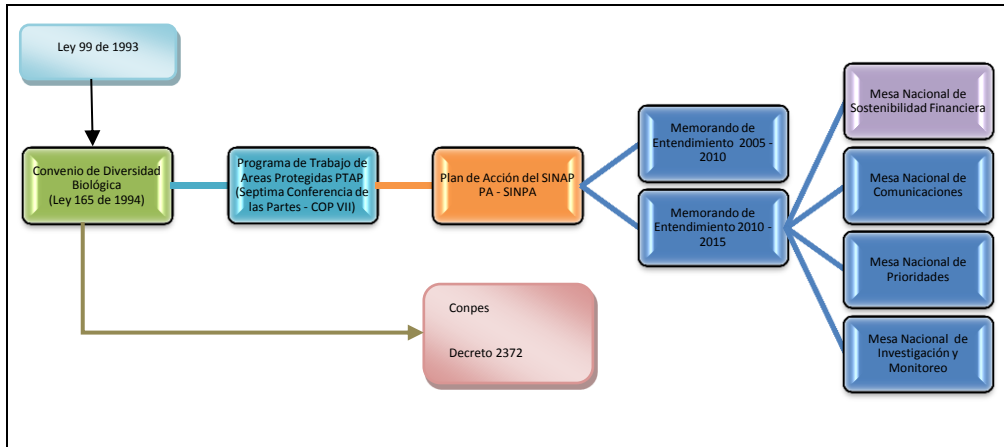 Ley 99 de 1993
Convenio de Diversidad
Biológica
(Ley 165 de 1994)
Programa de Trabajo de
Areas Protegidas PTAP
(Septima Conferencia de
las Partes - COP VII)
Plan de Acción del SINAP
PA - SINPA
Memorando de
Entendimiento 2005 -
2010
Memorando de
Entendimiento 2010 -
2015
Mesa Nacional de
Sostenibilidad Financiera
Mesa Nacional de
Comunicaciones
Mesa Nacional de
Prioridades
Mesa Nacional de
Investigación y
Monitoreo
Conpes
Decreto 2372